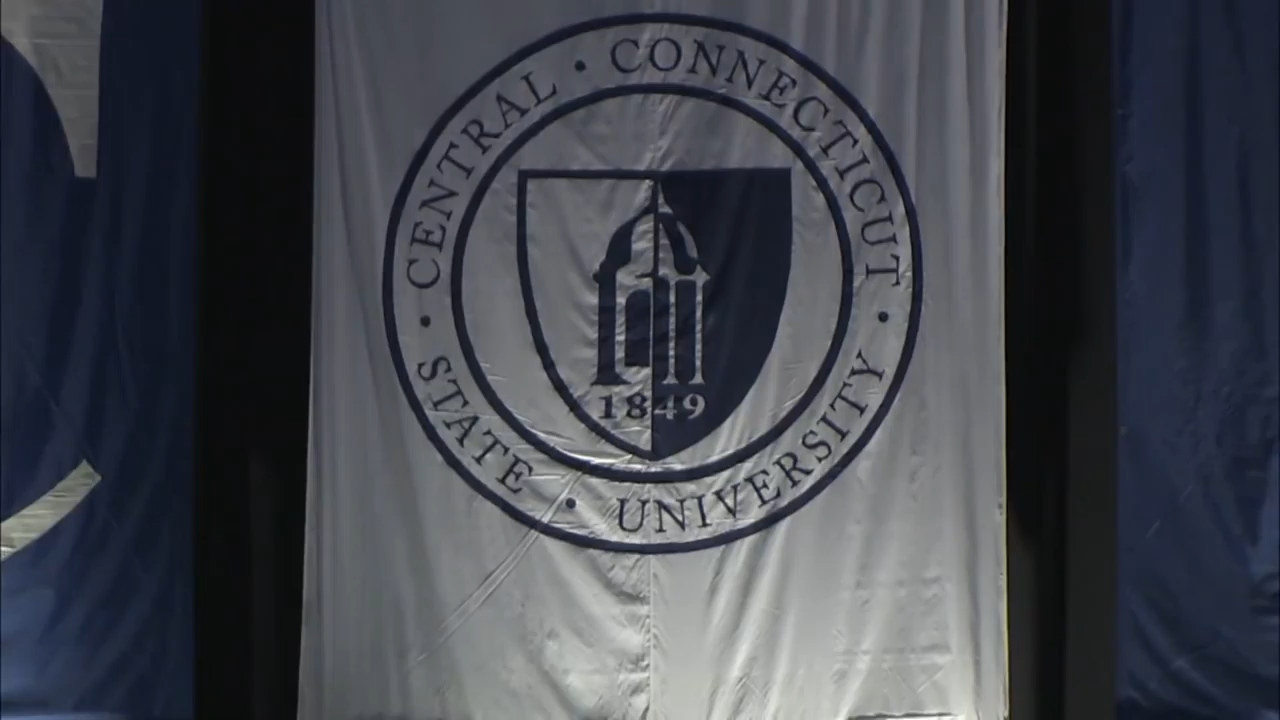 CENTRAL • CONNECTICUT • STATE • UNIVERSITY
1849